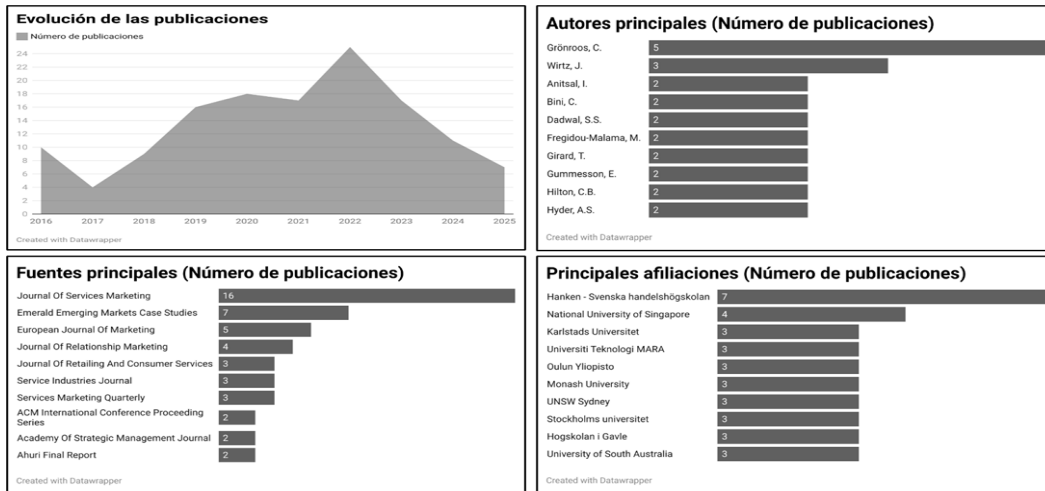 Evolución de las publicaciones
Número de publicaciones
24
22
20
18
16
14
12
10
8
6
4
2
0
2016 2017 2018 2019 2020 2021 2022 2023 2024 2025
Created with Datawrapper
Autores principales (Número de publicaciones)
Grönroos, C. 5
Wirtz, J. 3
Anitsal, I. 2
Bini, C. 2
Dadwal, S.S. 2
Fregidou-Malama, M. 2
Girard, T. 2
Gummesson, E. 2
Hilton, C.B. 2
Hyder, A.S. 2
Created with Datawrapper
Fuentes principales (Número de publicaciones)
Journal Of Services Marketing 16
Emerald Emerging Markets Case Studies 7
European Journal Of Marketing 5
Journal Of Relationship Marketing 4
Journal Of Retailing And Consumer Services 3
Service Industries Journal 3
Services Marketing Quarterly 3
ACM International Conference Proceeding
Series 2
Academy Of Strategic Management Journal 2
Ahuri Final Report 2
Created with Datawrapper
Principales afiliaciones (Número de publicaciones)
Hanken - Svenska handelshögskolan 7
National University of Singapore 4
Karlstads Universitet 3
Universiti Teknologi MARA 3
Oulun Yliopisto 3
Monash University 3
UNSW Sydney 3
Stockholms universitet 3
Hogskolan i Gavle 3
University of South Australia 3
Created with Datawrapper